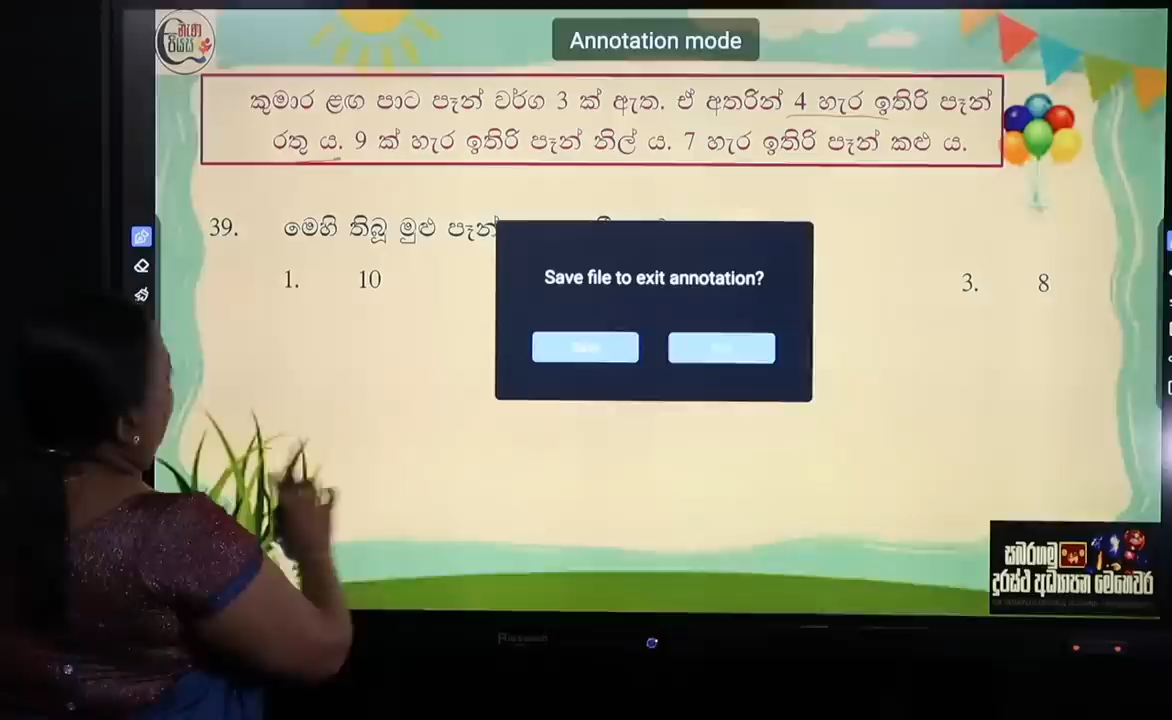 නැණ
පියස
Annotation mode
කුමාර ළඟ පාට පෑන් වර්ග 3 ක් ඇත. ඒ අතරින් 4 හැර ඉතිරි පෑන්
රතු ය. 9 ක් හැර ඉතිරි පෑන් නිල් ය. 7 හැර ඉතිරි පෑන් කළු ය.
39. මෙහි තිබූ මුළු පෑන්
Save file to exit annotation?
1. 10
3. 8
සබරගමු
දුරස්ථ අධ්‍යාපන මෙහෙවර